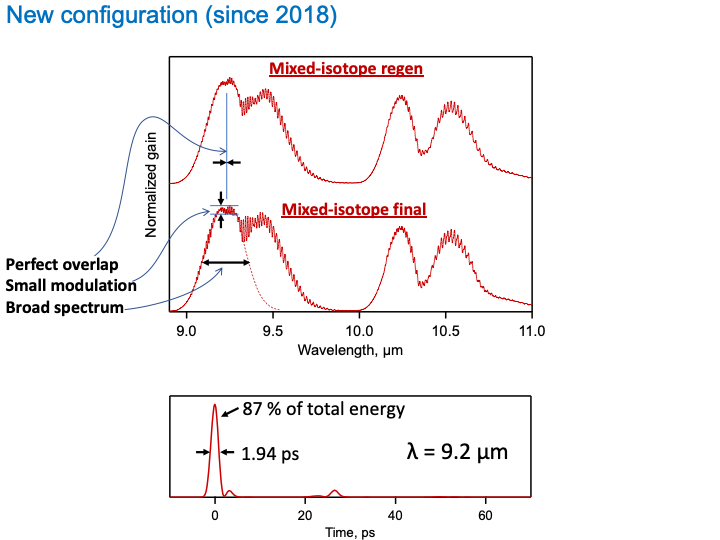 New configuration (since 2018)
Mixed-isotope regen
Normalized gain
Mixed-isotope final
Perfect overlap
Small modulation
Broad spectrum
9.0 9.5 10.0 10.5 11.0
Wavelength, µm
87 % of total energy
1.94 ps
λ = 9.2 µm
0 20 40 60
Time, ps